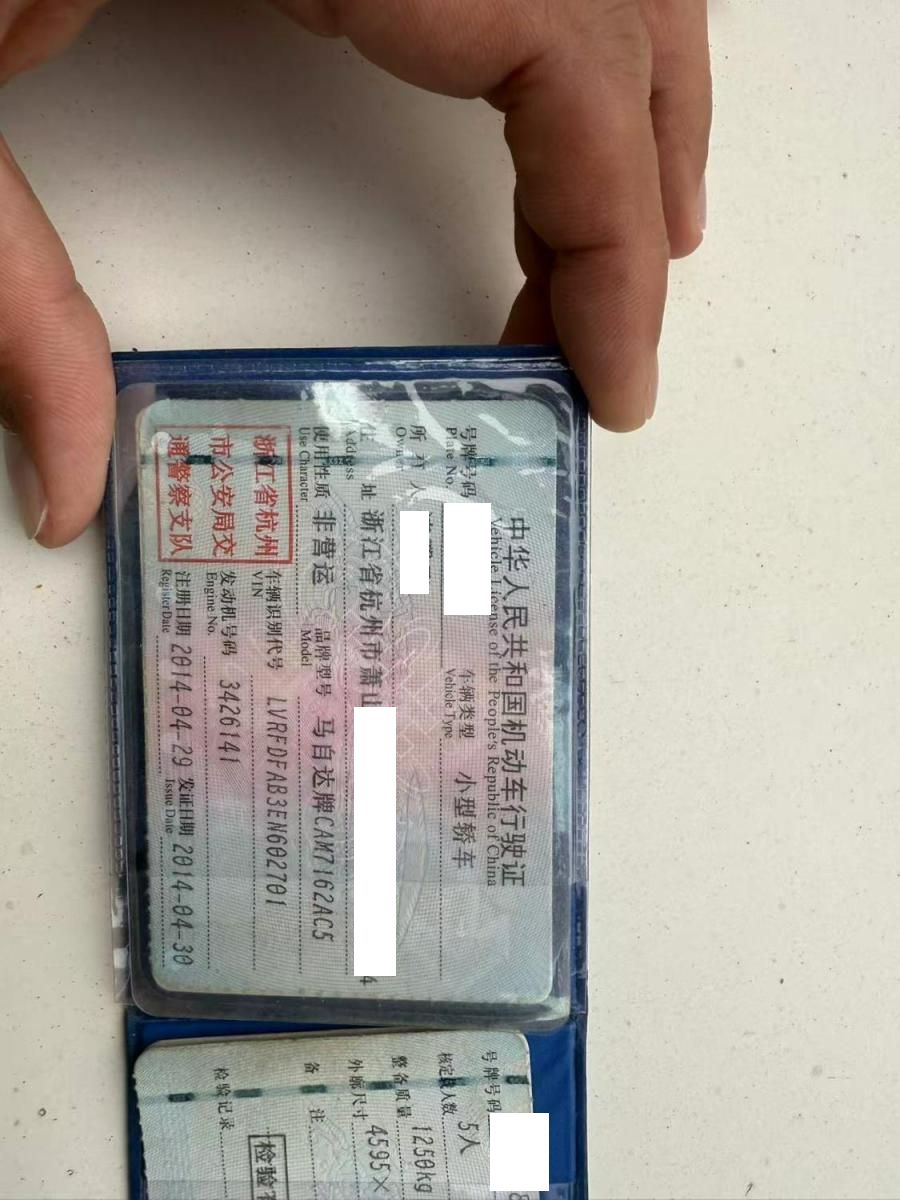 中华人民共和国机动车行驶证
Vehicle License of the People's Republic of China
号牌号码
Plate No.
车辆类型 小型轿车
Vehicle Type
所有人
Owner
住址 浙江省杭州市萧山
Address
4
使用性质 非营运
Use Character
品牌型号 马自达牌CAM7162AC5
Model
浙江省杭州
市公安局交
通警察支队
车辆识别代号 LVRFDFAB3EN602701
VIN
发动机号码 3426141
Engine No.
注册日期 2014-04-29
Register Date
发证日期 2014-04-30
Issue Date
号牌号码
核定载人数 5人
整备质量 1250kg
外廓尺寸 4595×
备注
检验记录
检验